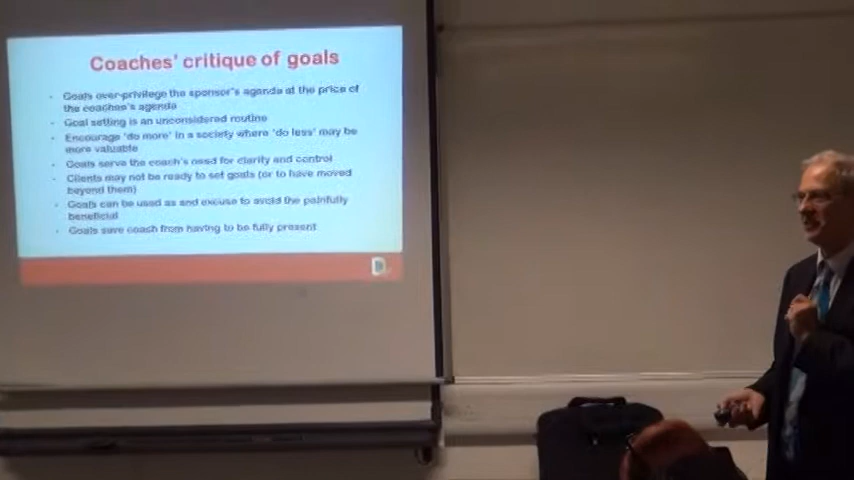 Coaches' critique of goals
Goals over-privilege the sponsor's agenda at the price of
the coachee's agenda
Goal setting is an unconsidered routine
Encourage 'do more' in a society where 'do less' may be
more valuable
Goals serve the coach's need for clarity and control
Clients may not be ready to set goals (or to have moved
beyond them)
Goals can be used as and excuse to avoid the painfully
beneficial
Goals save coach from having to be fully present
D